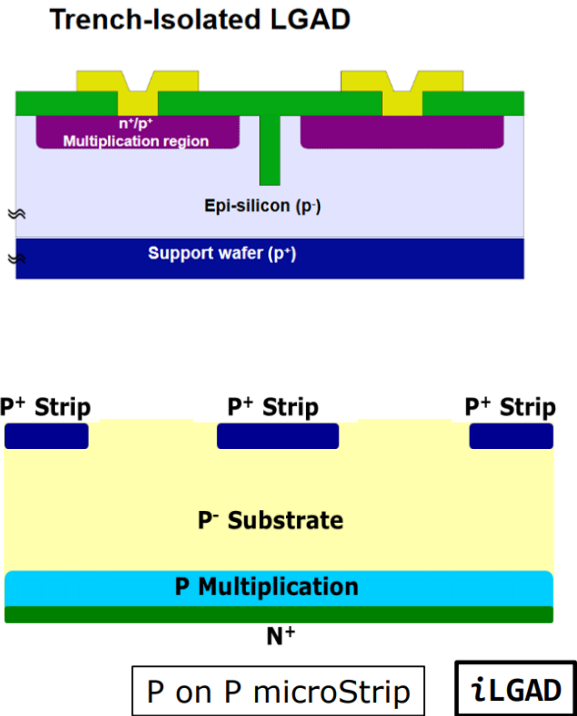 Trench-Isolated LGAD
n⁺/p⁺
Multiplication region
Epi-silicon (p⁻)
Support wafer (p⁺)
P⁺ Strip P⁺ Strip P⁺ Strip
P⁻ Substrate
P Multiplication
N⁺
P on P microStrip iLGAD